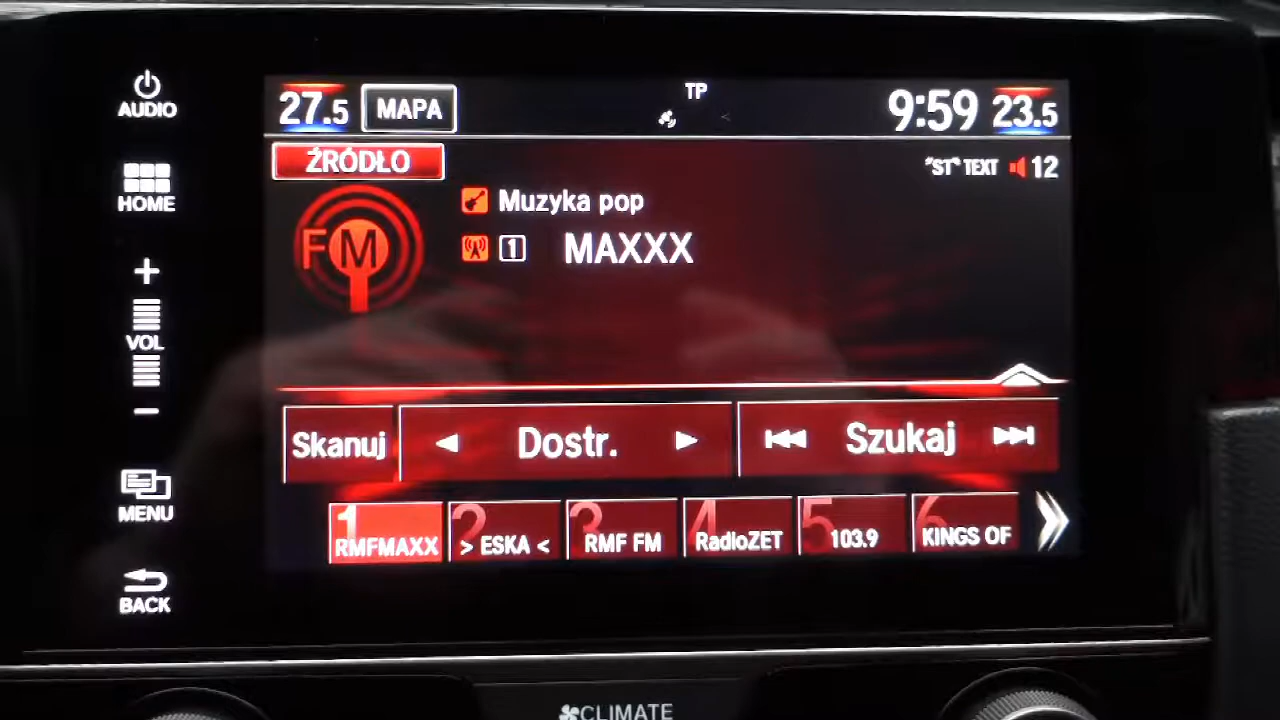 AUDIO
HOME
+
VOL
-
MENU
BACK
27.5 MAPA TP 9:59 23.5
ŹRÓDŁO "ST" TEXT 12
FM
Muzyka pop
1 MAXXX
Skanuj Dostr. Szukaj
1 RMFMAXX 2 > ESKA < 3 RMF FM 4 RadioZET 5 103.9 6 KINGS OF
CLIMATE